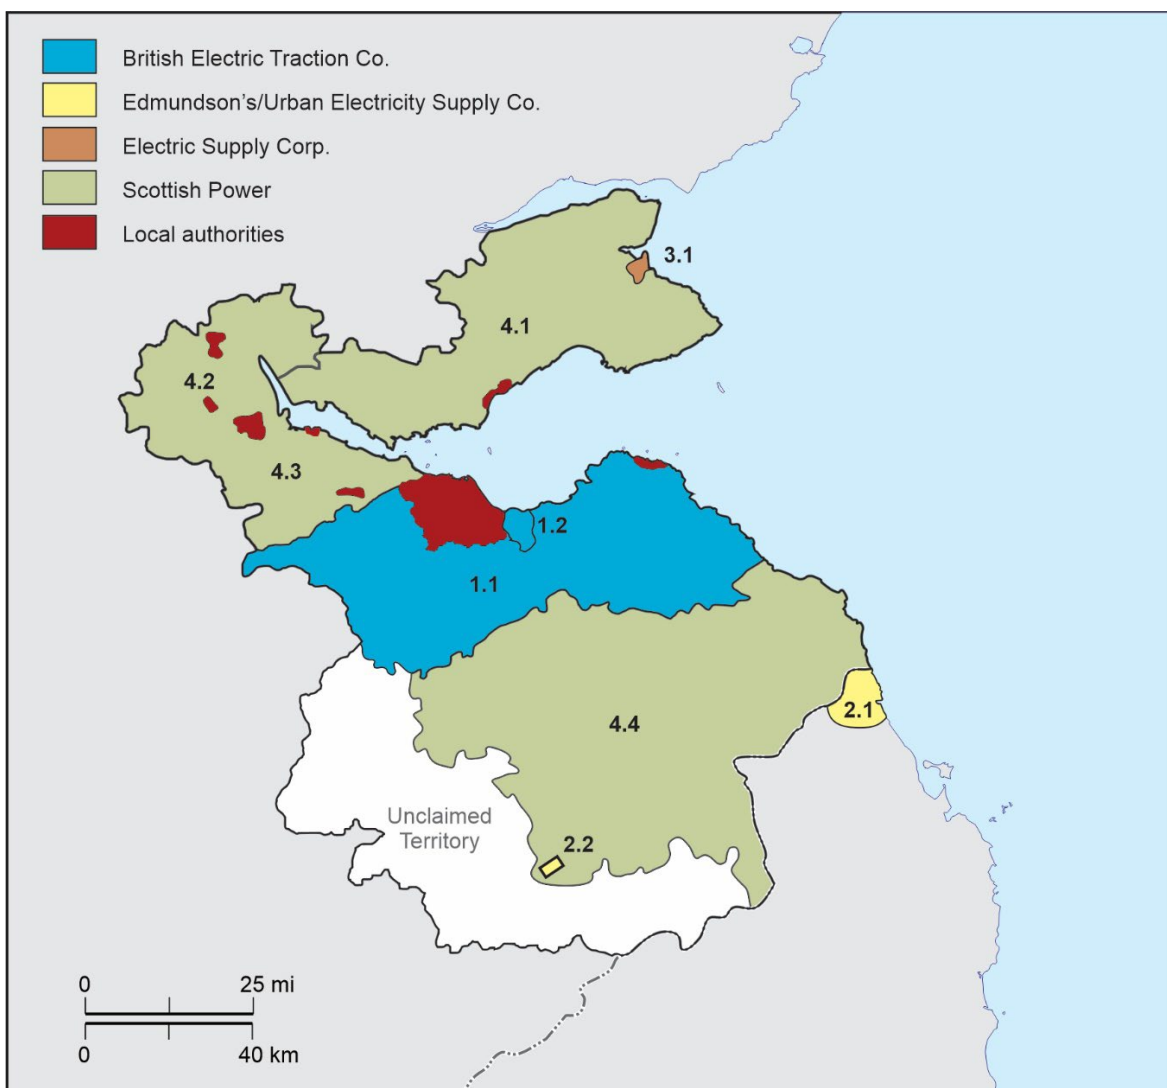 British Electric Traction Co.
Edmundson's/Urban Electricity Supply Co.
Electric Supply Corp.
Scottish Power
Local authorities
3.1
4.1
4.2
4.3
1.2
1.1
2.1
4.4
Unclaimed
Territory
2.2
0 25 mi
0 40 km